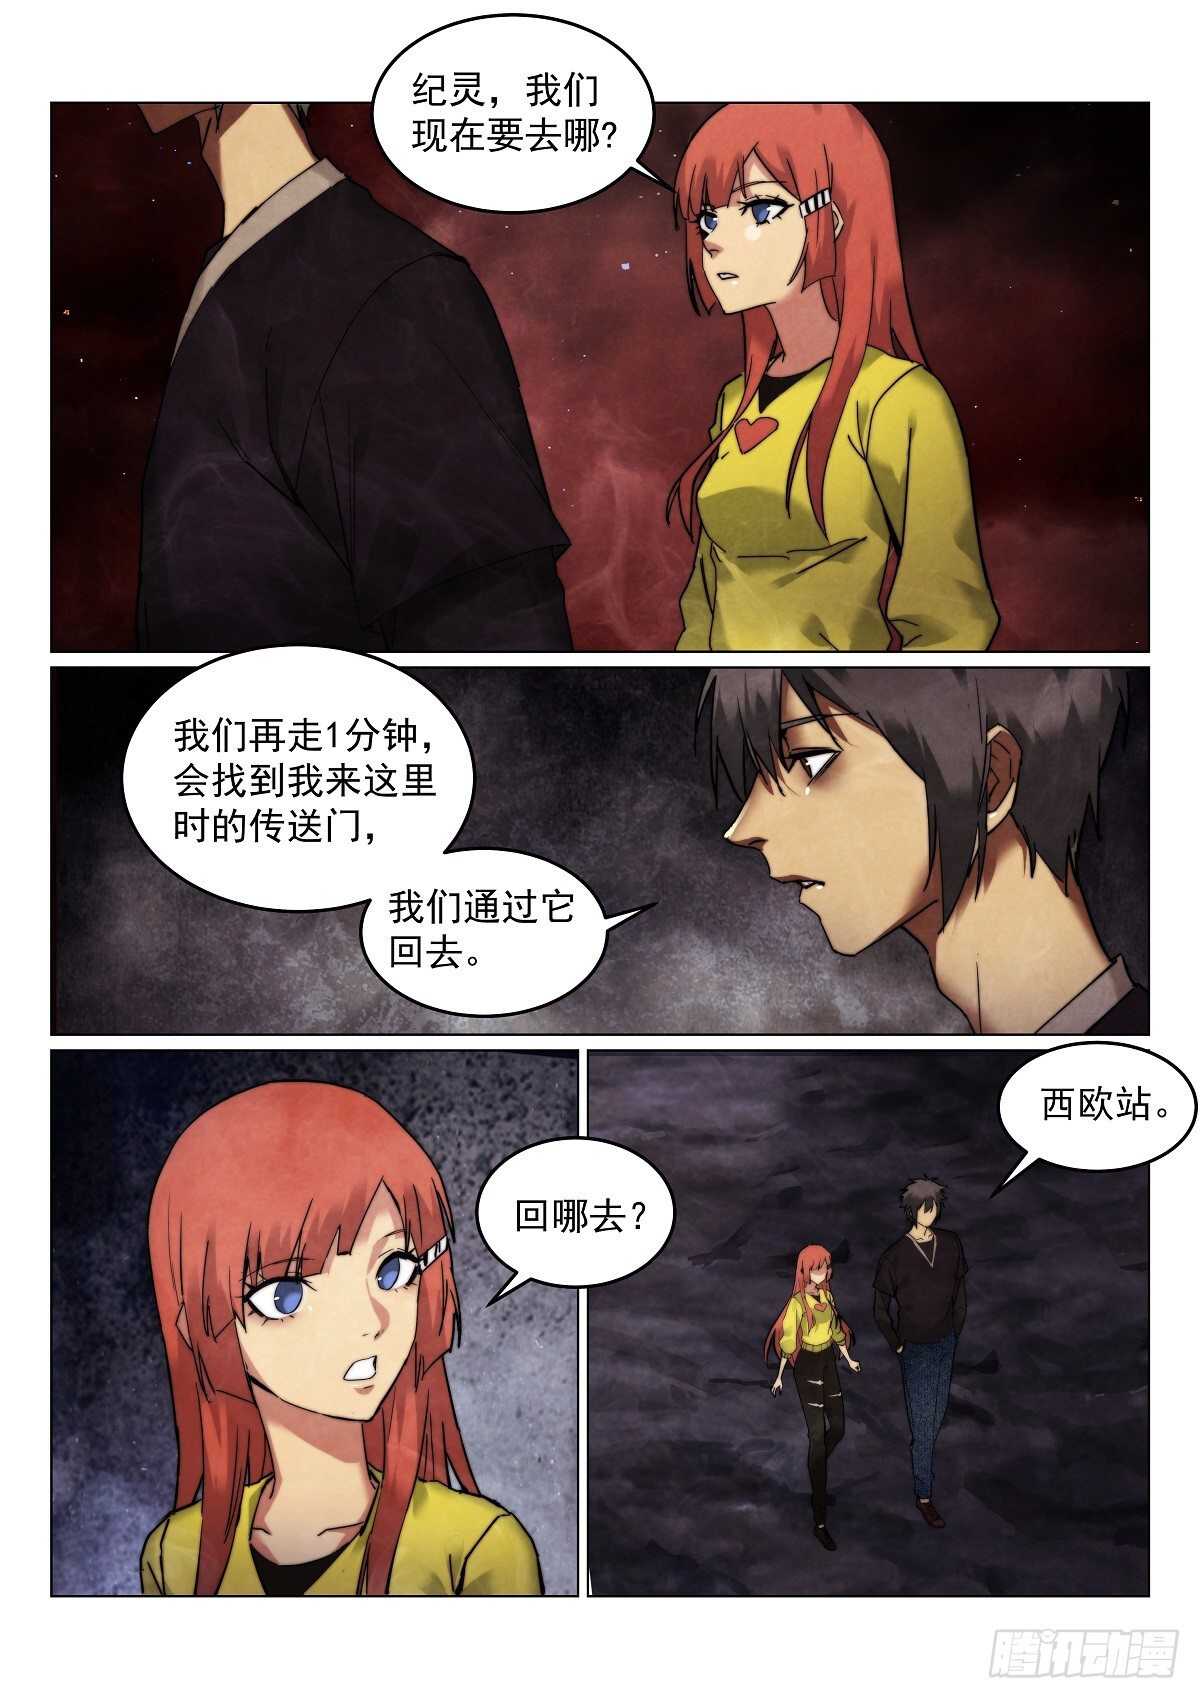 纪灵，我们
现在要去哪?
我们再走1分钟，
会找到我来这里
时的传送门，
我们通过它
回去。
回哪去？
西欧站。
腾讯动漫